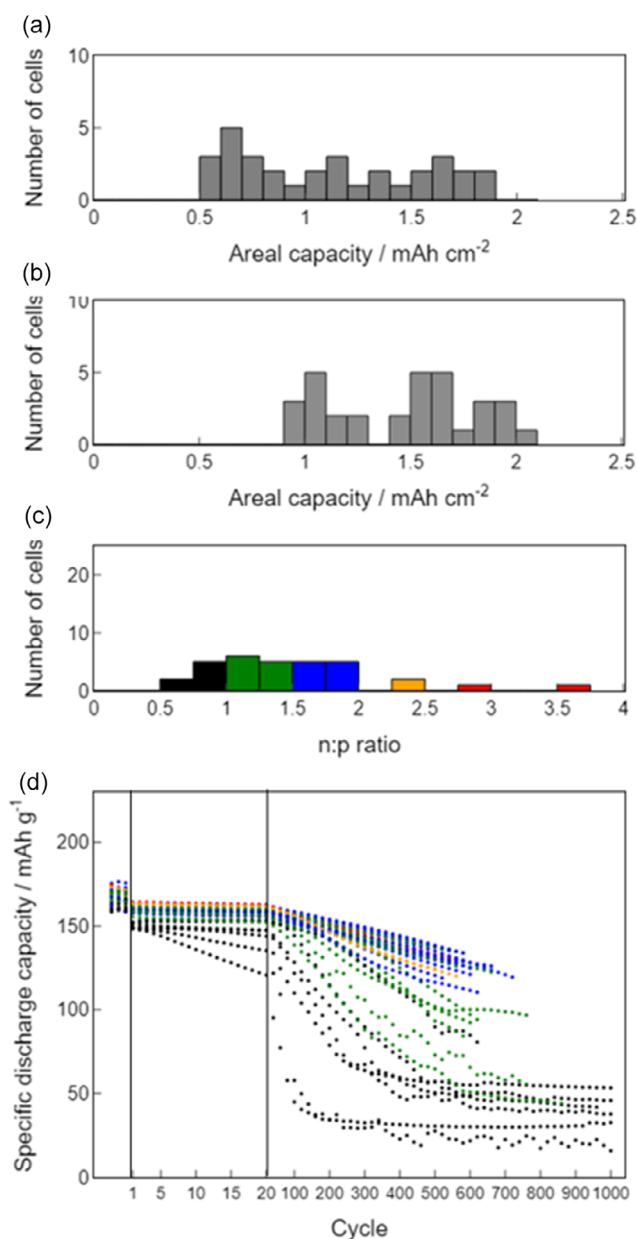 (a)
Number of cells
10
5
0
0 0.5 1 1.5 2 2.5
Areal capacity / mAh cm-2
(b)
Number of cells
10
5
0
0 0.5 1 1.5 2 2.5
Areal capacity / mAh cm-2
(c)
Number of cells
20
10
0
0 0.5 1 1.5 2 2.5 3 3.5 4
n:p ratio
(d)
Specific discharge capacity / mAh g-1
200
150
100
50
0
1 5 10 15 20 100 200 300 400 500 600 700 800 900 1000
Cycle